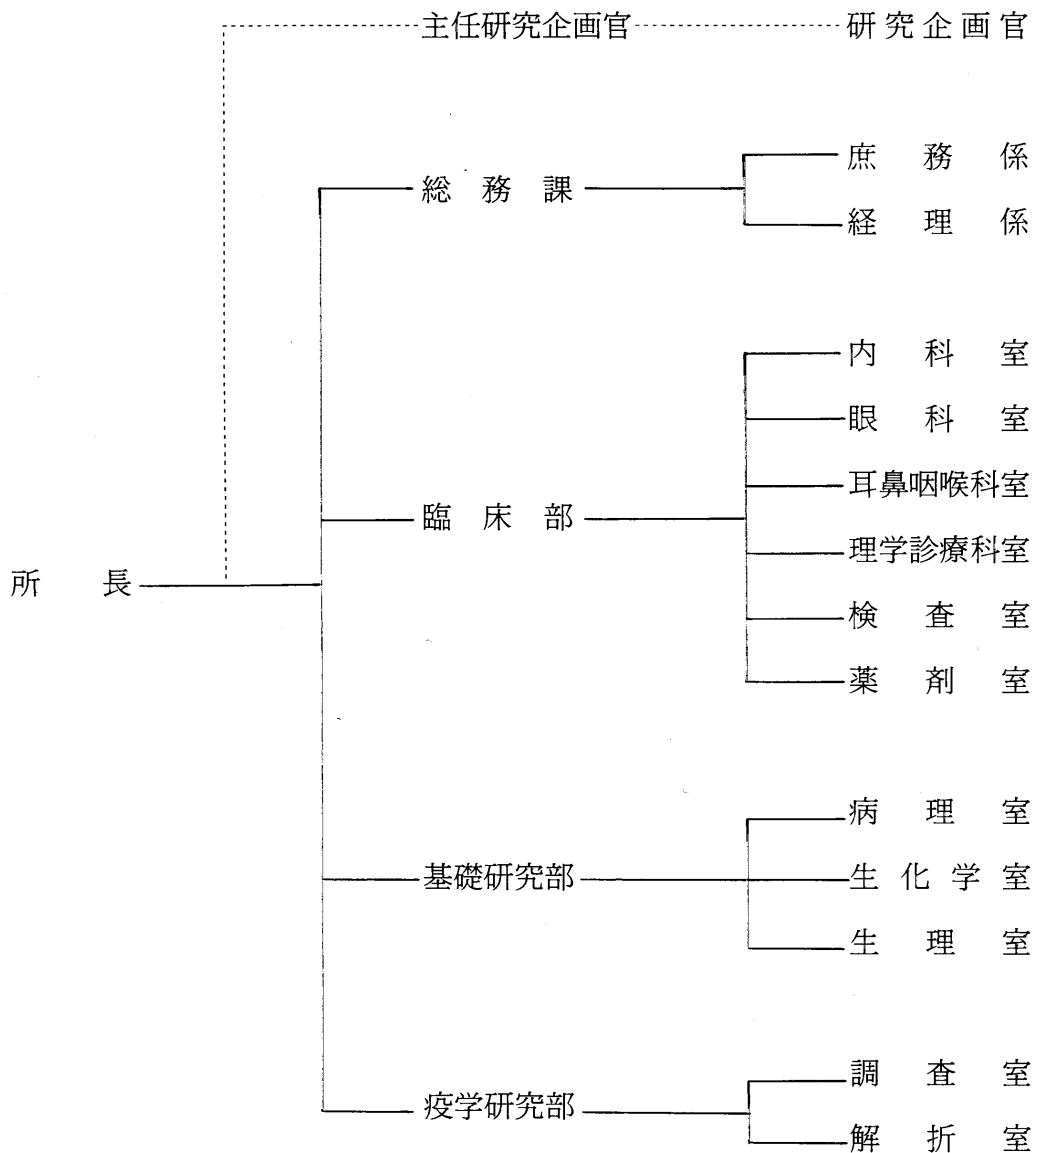 主任研究企画官 研究企画官
庶務係
総務課
経理係
内科室
眼科室
耳鼻咽喉科室
臨床部
理学診療科室
所長
検査室
薬剤室
病理室
基礎研究部 生化学室
生理室
調査室
疫学研究部
解折室